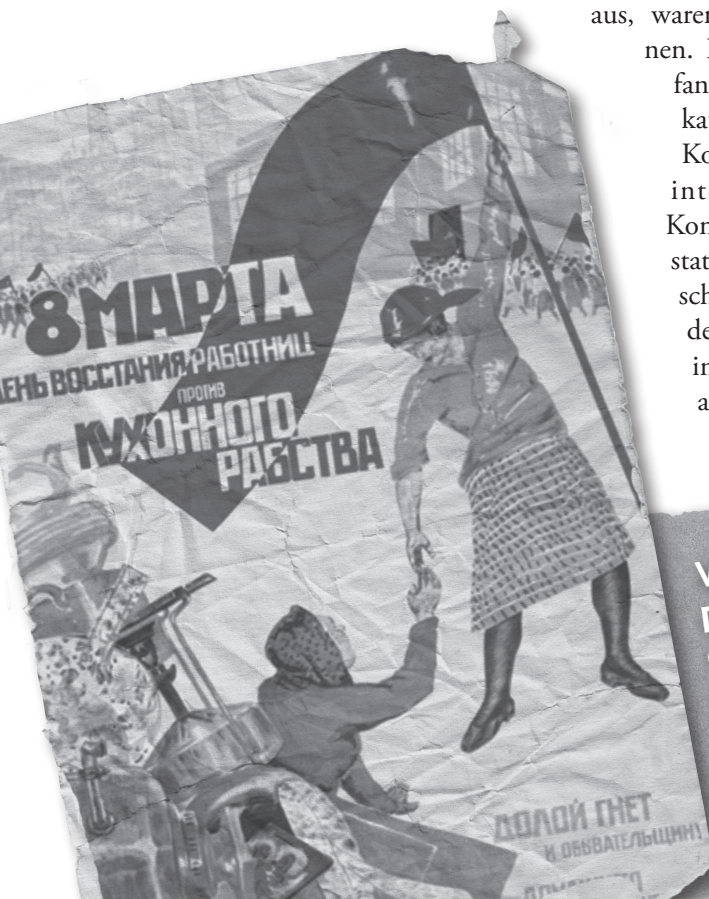 aus, waren
nen.
fan
ka
Ko
int
Kon
stat
sch
de
in
a
8 МАРТА
ДЕНЬ ВОССТАНИЯ РАБОТНИЦ
ПРОТИВ
КУХОННОГО
РАБСТВА
ДОЛОЙ ГНЕТ
И ОБЫВАТЕЛЬЩИНУ